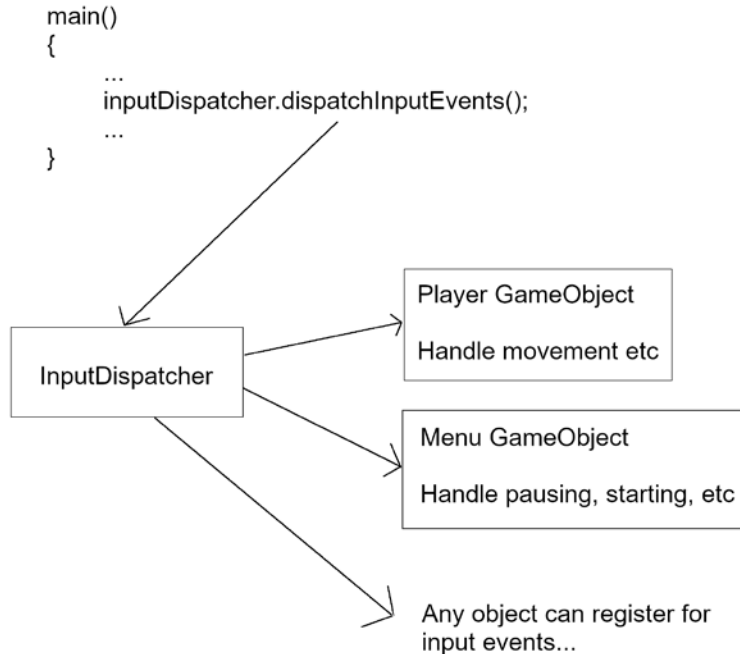 main()
{
...
inputDispatcher.dispatchInputEvents();
...
}
InputDispatcher
Player GameObject
Handle movement etc
Menu GameObject
Handle pausing, starting, etc
Any object can register for
input events...